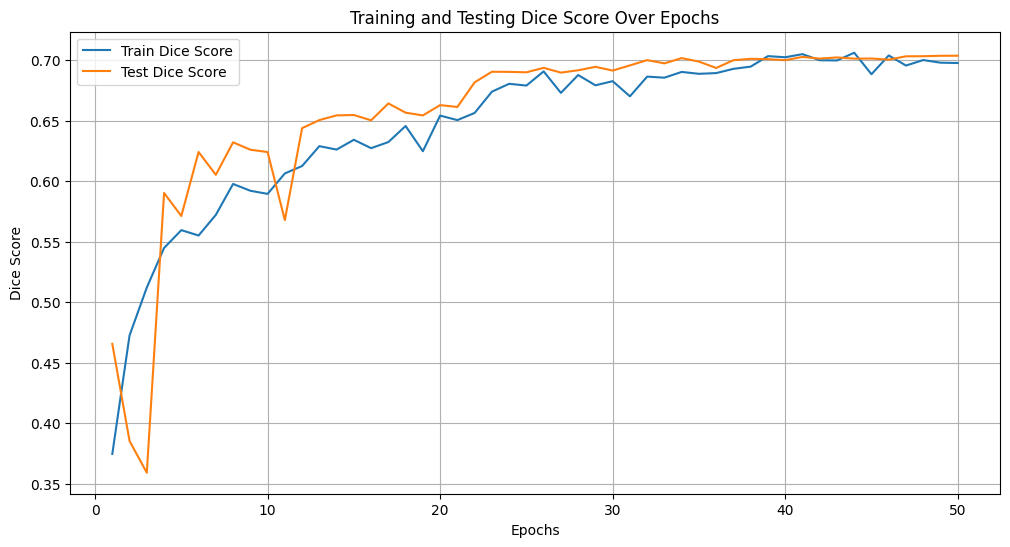 Training and Testing Dice Score Over Epochs
Train Dice Score
Test Dice Score
Dice Score
0.70
0.65
0.60
0.55
0.50
0.45
0.40
0.35
0 10 20 30 40 50
Epochs